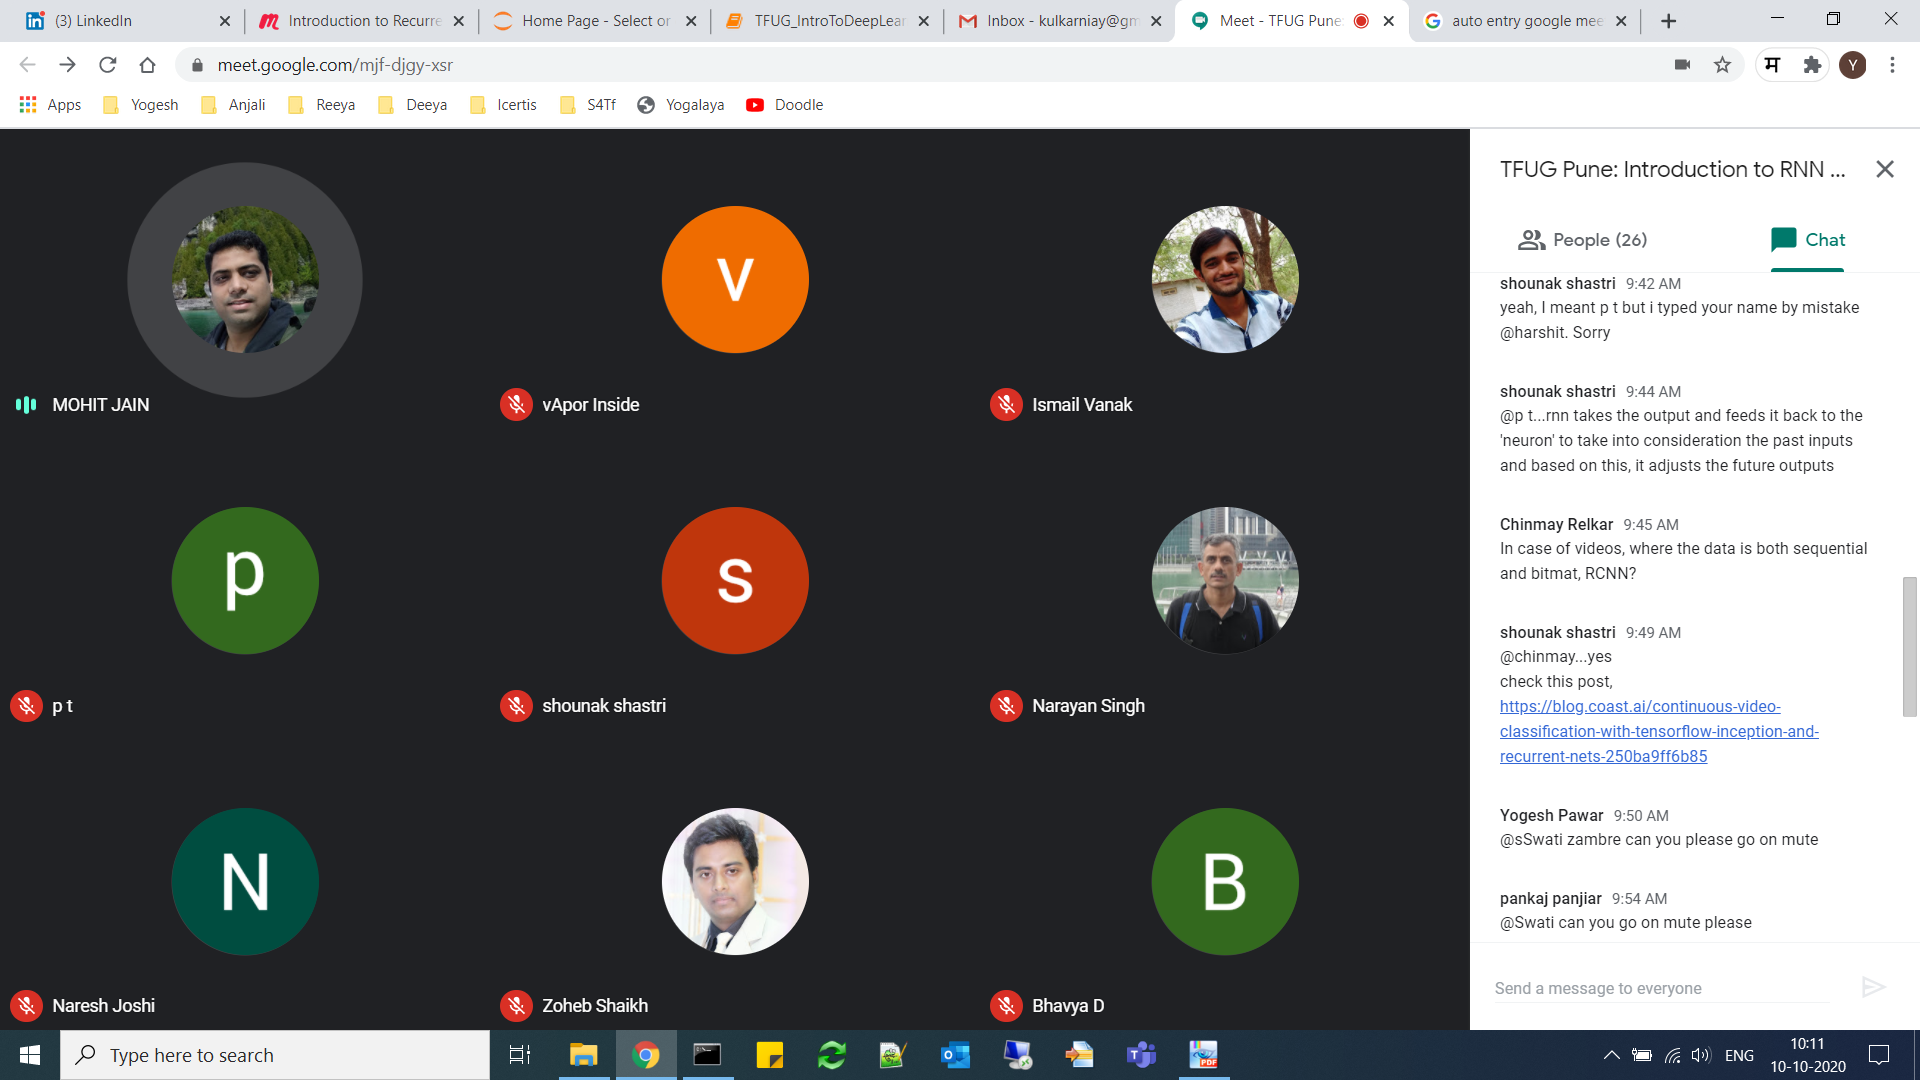 (3) LinkedIn
Introduction to Recurre
Home Page - Select or
TFUG_IntroToDeepLear
Inbox - kulkarniay@gm
Meet - TFUG Pune:
auto entry google mee
meet.google.com/mjf-djgy-xsr
म
Y
Apps
Yogesh
Anjali
Reeya
Deeya
Icertis
S4Tf
Yogalaya
Doodle
MOHIT JAIN
v
vApor Inside
Ismail Vanak
p
p t
s
shounak shastri
Narayan Singh
N
Naresh Joshi
Zoheb Shaikh
B
Bhavya D
TFUG Pune: Introduction to RNN ...
People (26)
Chat
shounak shastri 9:42 AM
yeah, I meant p t but i typed your name by mistake
@harshit. Sorry
shounak shastri 9:44 AM
@p t...rnn takes the output and feeds it back to the
'neuron' to take into consideration the past inputs
and based on this, it adjusts the future outputs
Chinmay Relkar 9:45 AM
In case of videos, where the data is both sequential
and bitmat, RCNN?
shounak shastri 9:49 AM
@chinmay...yes
check this post,
https://blog.coast.ai/continuous-video-
classification-with-tensorflow-inception-and-
recurrent-nets-250ba9ff6b85
Yogesh Pawar 9:50 AM
@sSwati zambre can you please go on mute
pankaj panjiar 9:54 AM
@Swati can you go on mute please
Send a message to everyone
Type here to search
ENG
10:11
10-10-2020